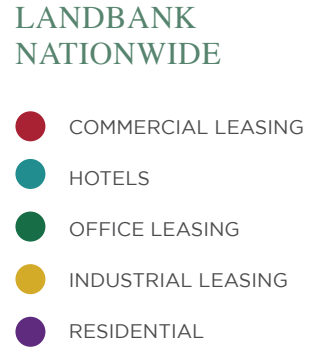 LANDBANK
NATIONWIDE
COMMERCIAL LEASING
HOTELS
OFFICE LEASING
INDUSTRIAL LEASING
RESIDENTIAL